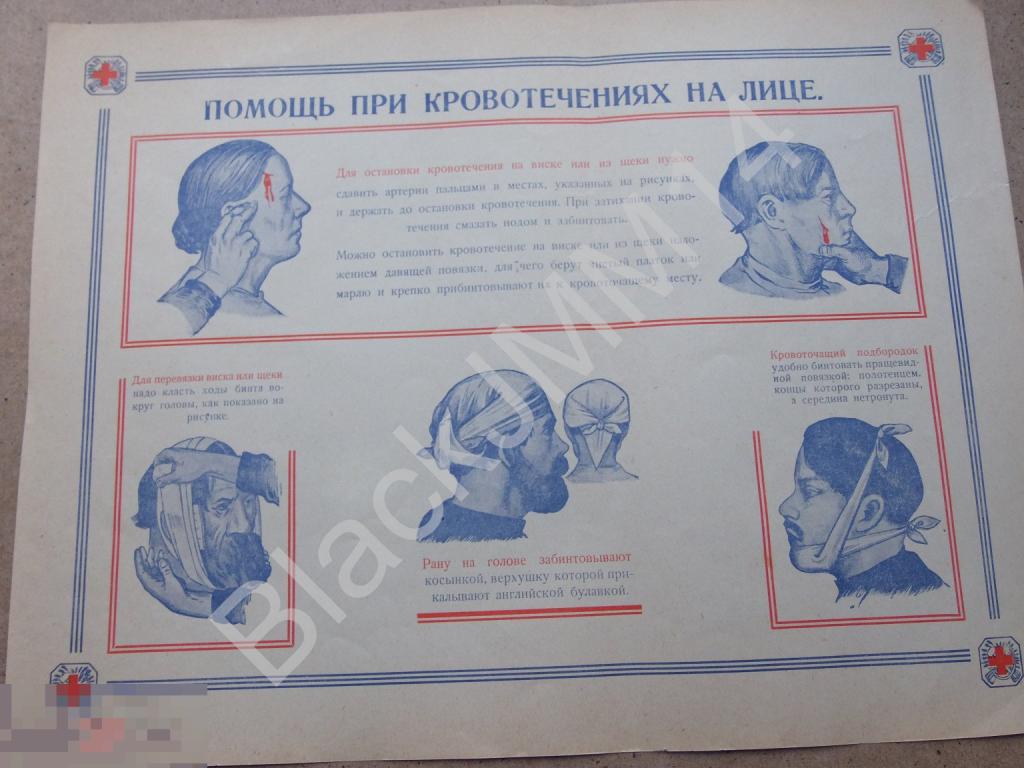 ПОМОЩЬ ПРИ КРОВОТЕЧЕНИЯХ НА ЛИЦЕ.
Для остановки кровотечения на виске или из щеки нужно
сдавить артерии пальцами в местах, указанных на рисунках,
и держать до остановки кровотечения. При затихании крово-
течения смазать иодом и забинтовать.
Можно остановить кровотечение на виске или из щеки нало-
жением давящей повязки, для чего берут чистый платок или
марлю и крепко прибинтовывают их к кровоточащему месту.
Для перевязки виска или щеки
надо класть ходы бинта во-
круг головы, как показано на
рисунке.
Рану на голове забинтовывают
косынкой, верхушку которой при-
калывают английской булавкой.
Кровоточащий подбородок
удобно бинтовать пращевид-
ной повязкой: полотенцем,
концы которого разрезаны,
а середина нетронута.
BlackJMM14